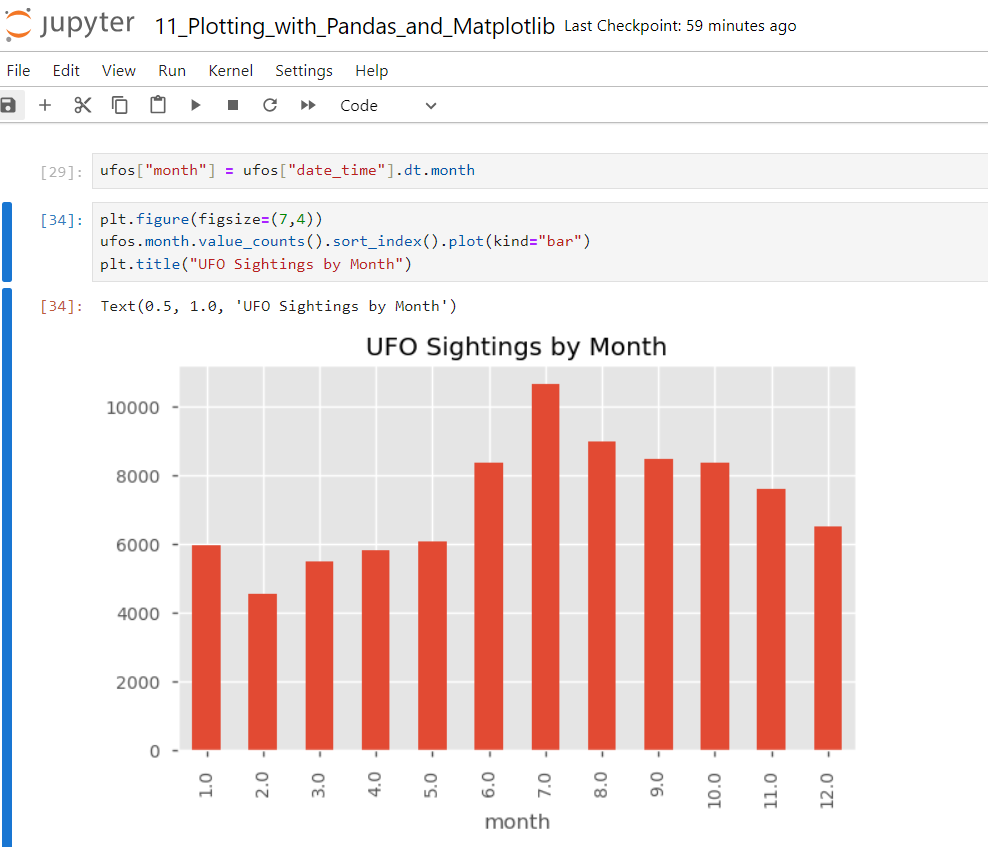 jupyter 11_Plotting_with_Pandas_and_Matplotlib Last Checkpoint: 59 minutes ago
File Edit View Run Kernel Settings Help
Code
[29]: ufos["month"] = ufos["date_time"].dt.month
[34]: plt.figure(figsize=(7,4))
ufos.month.value_counts().sort_index().plot(kind="bar")
plt.title("UFO Sightings by Month")
[34]: Text(0.5, 1.0, 'UFO Sightings by Month')
UFO Sightings by Month
10000
8000
6000
4000
2000
0
1.0 2.0 3.0 4.0 5.0 6.0 7.0 8.0 9.0 10.0 11.0 12.0
month